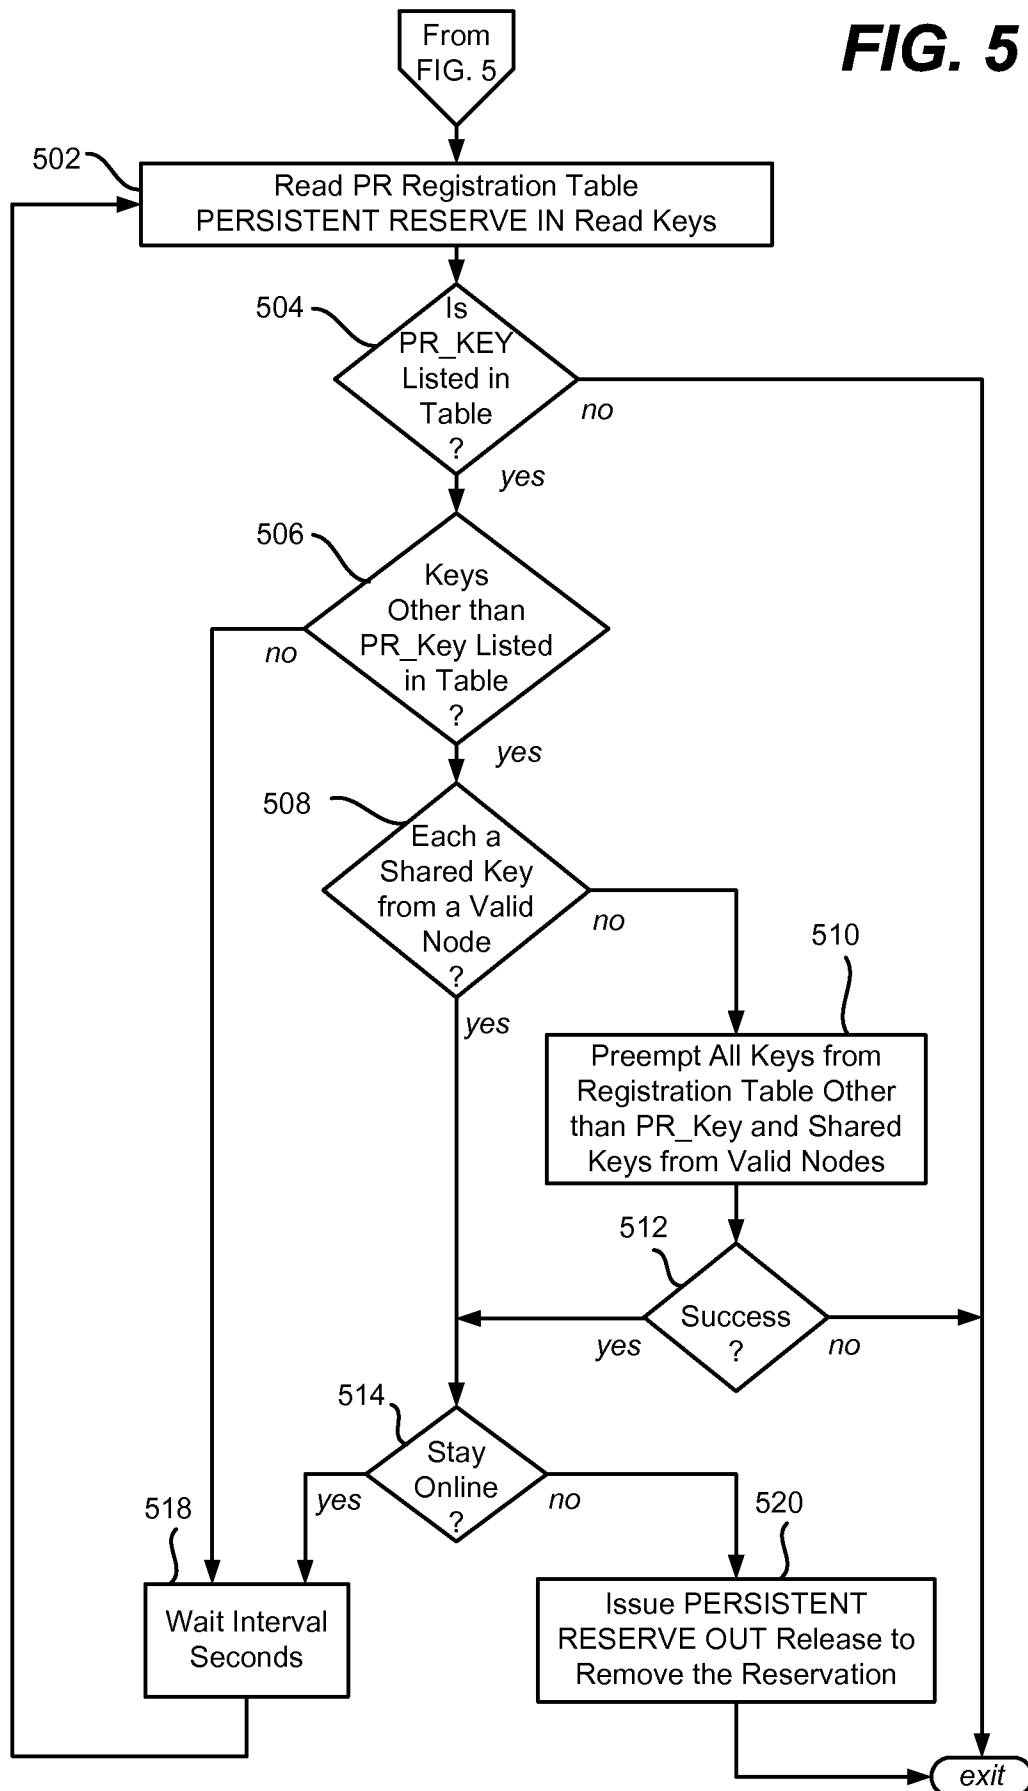 From
FIG. 5
FIG. 5
502
Read PR Registration Table
PERSISTENT RESERVE IN Read Keys
504
Is
PR_KEY
Listed in
Table
?
no
yes
506
Keys
Other than
PR_Key Listed
in Table
?
no
yes
508
Each a
Shared Key
from a Valid
Node
?
no
yes
510
Preempt All Keys from
Registration Table Other
than PR_Key and Shared
Keys from Valid Nodes
512
Success
?
yes
no
514
Stay
Online
?
yes
no
518
Wait Interval
Seconds
520
Issue PERSISTENT
RESERVE OUT Release to
Remove the Reservation
exit